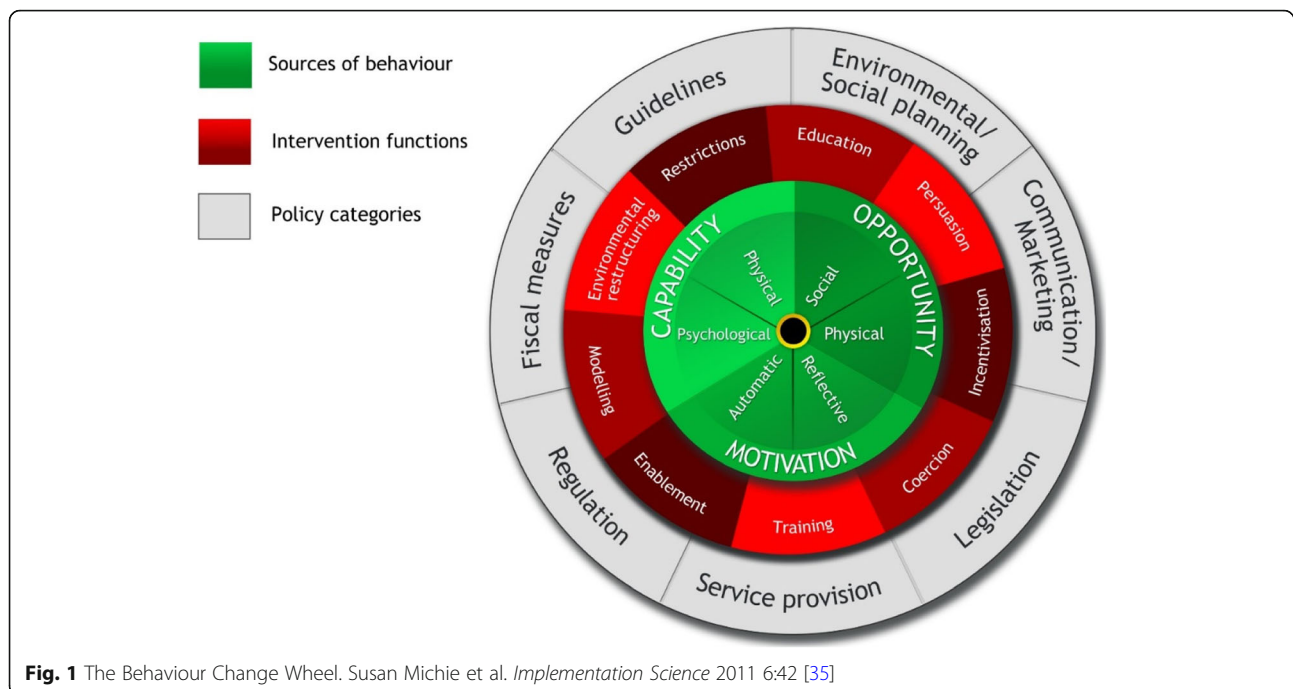 Sources of behaviour
Intervention functions
Policy categories
Guidelines
Environmental/
Social planning
Communication/
Marketing
Legislation
Service provision
Regulation
Fiscal measures
Restrictions
Education
Persuasion
Incentivisation
Coercion
Training
Enablement
Modelling
Environmental
restructuring
CAPABILITY
OPPORTUNITY
MOTIVATION
Physical
Social
Psychological
Physical
Automatic
Reflective
Fig. 1 The Behaviour Change Wheel. Susan Michie et al. Implementation Science 2011 6:42 [35]